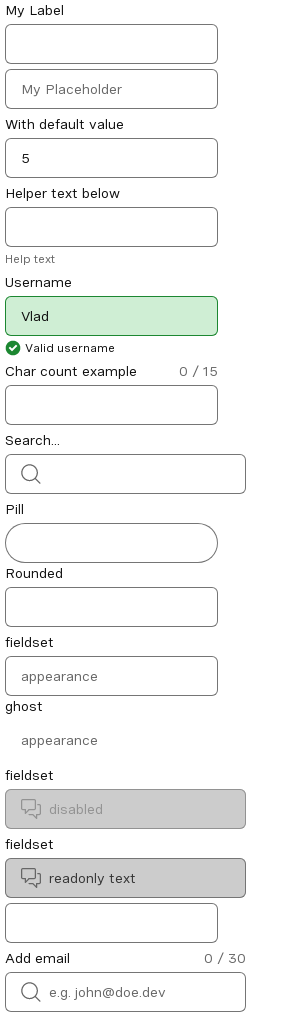 My Label
My Placeholder
With default value
5
Helper text below
Help text
Username
Vlad
Valid username
Char count example 0 / 15
Search...
Pill
Rounded
fieldset
appearance
ghost
appearance
fieldset
disabled
fieldset
readonly text
Add email 0 / 30
e.g. john@doe.dev